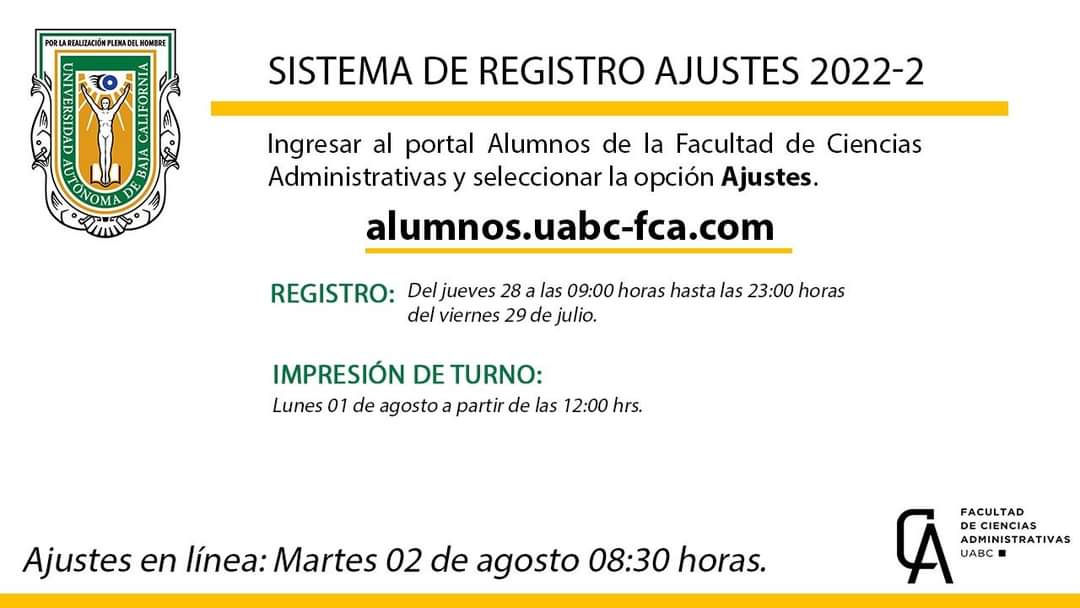 POR LA REALIZACIÓN PLENA DEL HOMBRE
UNIVERSIDAD AUTÓNOMA DE BAJA CALIFORNIA
SISTEMA DE REGISTRO AJUSTES 2022-2
Ingresar al portal Alumnos de la Facultad de Ciencias
Administrativas y seleccionar la opción Ajustes.
alumnos.uabc-fca.com
REGISTRO: Del jueves 28 a las 09:00 horas hasta las 23:00 horas
del viernes 29 de julio.
IMPRESIÓN DE TURNO:
Lunes 01 de agosto a partir de las 12:00 hrs.
Ajustes en línea: Martes 02 de agosto 08:30 horas.
CA
FACULTAD
DE CIENCIAS
ADMINISTRATIVAS
UABC